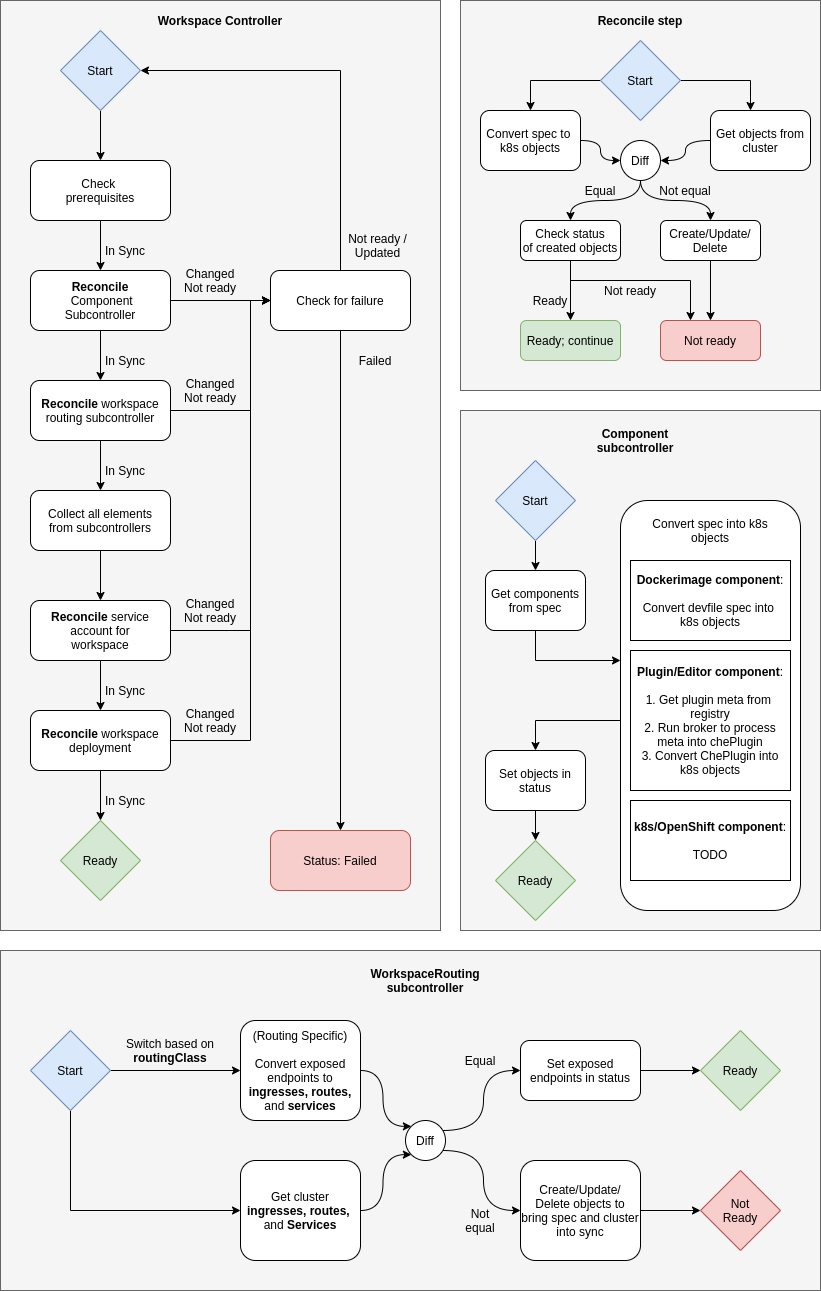 Workspace Controller
Start
Check
prerequisites
In Sync
Reconcile
Component
Subcontroller
Changed
Not ready
Check for failure
Not ready /
Updated
Failed
In Sync
Reconcile workspace
routing subcontroller
Changed
Not ready
In Sync
Collect all elements
from subcontrollers
Reconcile service
account for
workspace
Changed
Not ready
In Sync
Reconcile workspace
deployment
Changed
Not ready
In Sync
Ready
Status: Failed
Reconcile step
Start
Convert spec to
k8s objects
Get objects from
cluster
Diff
Equal
Not equal
Check status
of created objects
Create/Update/
Delete
Ready
Not ready
Ready; continue
Not ready
Component
subcontroller
Start
Get components
from spec
Convert spec into k8s
objects
Dockerimage component:
Convert devfile spec into
k8s objects
Plugin/Editor component:
1. Get plugin meta from
registry
2. Run broker to process
meta into chePlugin
3. Convert ChePlugin into
k8s objects
k8s/OpenShift component:
TODO
Set objects in
status
Ready
WorkspaceRouting
subcontroller
Start
Switch based on
routingClass
(Routing Specific)
Convert exposed
endpoints to
ingresses, routes,
and services
Get cluster
ingresses, routes,
and Services
Diff
Equal
Set exposed
endpoints in status
Ready
Not
equal
Create/Update/
Delete objects to
bring spec and cluster
into sync
Not
Ready